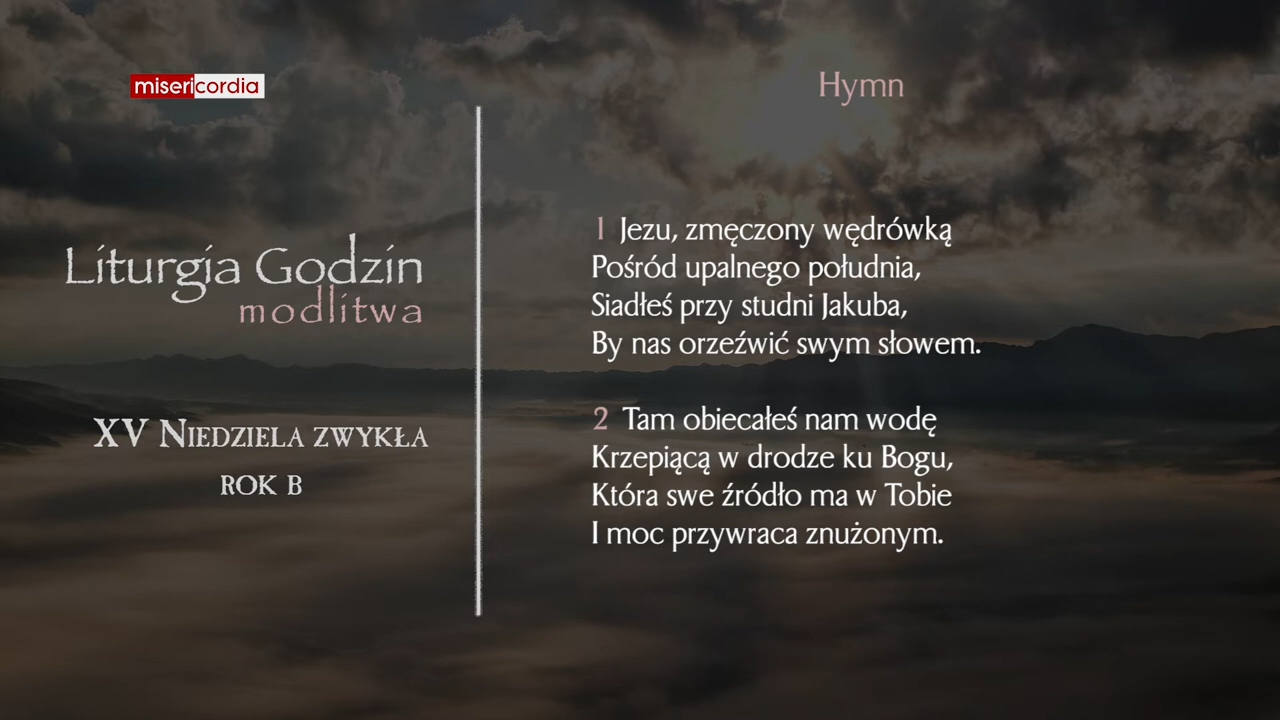 misericordia
Liturgia Godzin
modlitwa
XV Niedziela zwykła
rok B
Hymn
1 Jezu, zmęczony wędrówką
Pośród upalnego południa,
Siadłeś przy studni Jakuba,
By nas orzeźwić swym słowem.
2 Tam obiecałeś nam wodę
Krzepiącą w drodze ku Bogu,
Która swe źródło ma w Tobie
I moc przywraca znużonym.